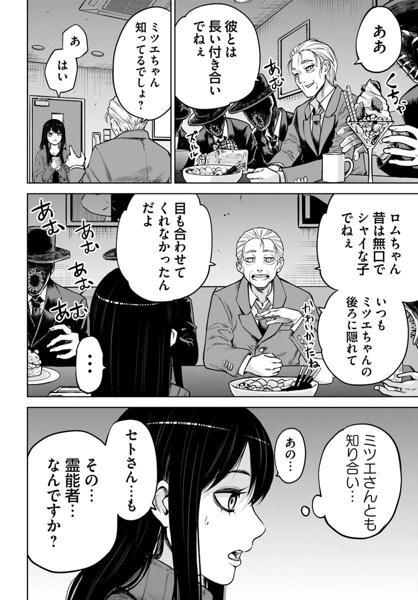 ああ
くちゃ
彼とは
長い付き合い
でねぇ
あむっ
ミツエちゃん
知ってるでしょ?
あ
はい
ロムちゃん
昔は無口で
シャイな子
でねぇ
いつも
ミツエちゃんの
後ろに隠れて
かわいかったね
目も合わせて
くれなかったん
だよ
あむ
あむ
あむ
・・・
ミツエさんとも
知り合い…
あの…
セトさん…も
その…
霊能者…
なんですか?